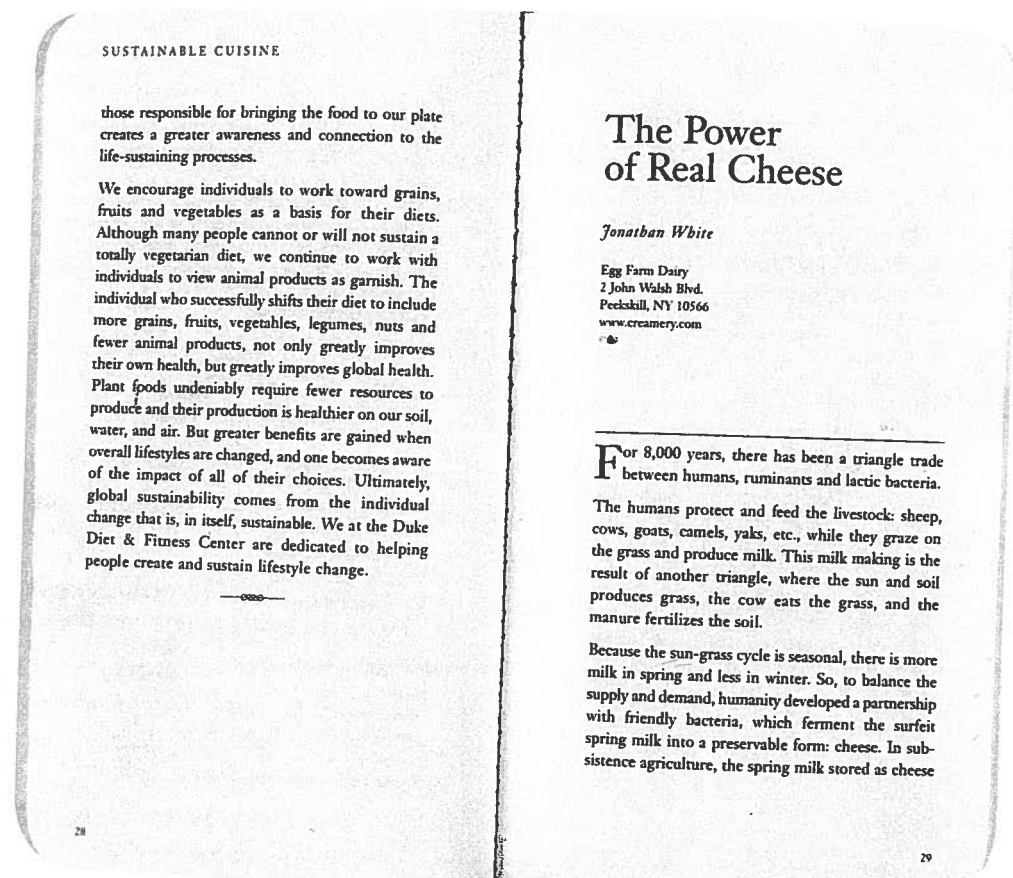 SUSTAINABLE CUISINE
those responsible for bringing the food to our plate
creates a greater awareness and connection to the
life-sustaining processes.
We encourage individuals to work toward grains,
fruits and vegetables as a basis for their diets.
Although many people cannot or will not sustain a
totally vegetarian diet, we continue to work with
individuals to view animal products as garnish. The
individual who successfully shifts their diet to include
more grains, fruits, vegetables, legumes, nuts and
fewer animal products, not only greatly improves
their own health, but greatly improves global health.
Plant foods undeniably require fewer resources to
produce and their production is healthier on our soil,
water, and air. But greater benefits are gained when
overall lifestyles are changed, and one becomes aware
of the impact of all of their choices. Ultimately,
global sustainability comes from the individual
change that is, in itself, sustainable. We at the Duke
Diet & Fitness Center are dedicated to helping
people create and sustain lifestyle change.
28
The Power
of Real Cheese
Jonathan White
Egg Farm Dairy
2 John Walsh Blvd.
Peekskill, NY 10566
www.creamery.com
For 8,000 years, there has been a triangle trade
between humans, ruminants and lactic bacteria.
The humans protect and feed the livestock: sheep,
cows, goats, camels, yaks, etc., while they graze on
the grass and produce milk. This milk making is the
result of another triangle, where the sun and soil
produces grass, the cow eats the grass, and the
manure fertilizes the soil.
Because the sun-grass cycle is seasonal, there is more
milk in spring and less in winter. So, to balance the
supply and demand, humanity developed a partnership
with friendly bacteria, which ferment the surfeit
spring milk into a preservable form: cheese. In sub-
sistence agriculture, the spring milk stored as cheese
29